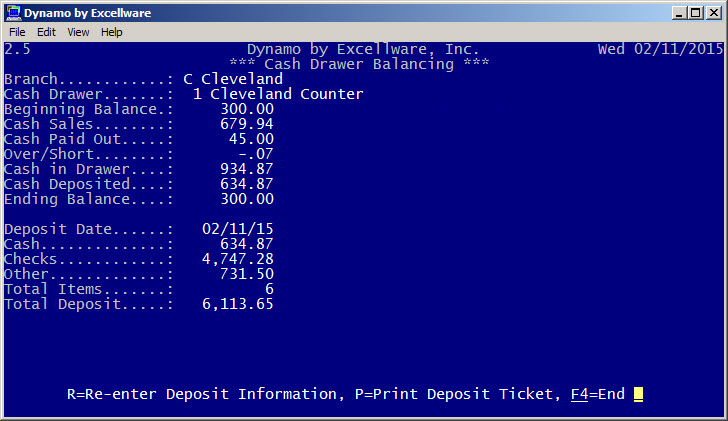 Dynamo by Excellware
File Edit View Help
2.5 Dynamo by Excellware, Inc. Wed 02/11/2015
*** Cash Drawer Balancing ***
Branch............: C Cleveland
Cash Drawer.......: 1 Cleveland Counter
Beginning Balance.: 300.00
Cash Sales........: 679.94
Cash Paid Out.....: 45.00
Over/Short........: -.07
Cash in Drawer....: 934.87
Cash Deposited....: 634.87
Ending Balance....: 300.00
Deposit Date......: 02/11/15
Cash..............: 634.87
Checks............: 4,747.28
Other.............: 731.50
Total Items.......: 6
Total Deposit.....: 6,113.65
R=Re-enter Deposit Information, P=Print Deposit Ticket, F4=End